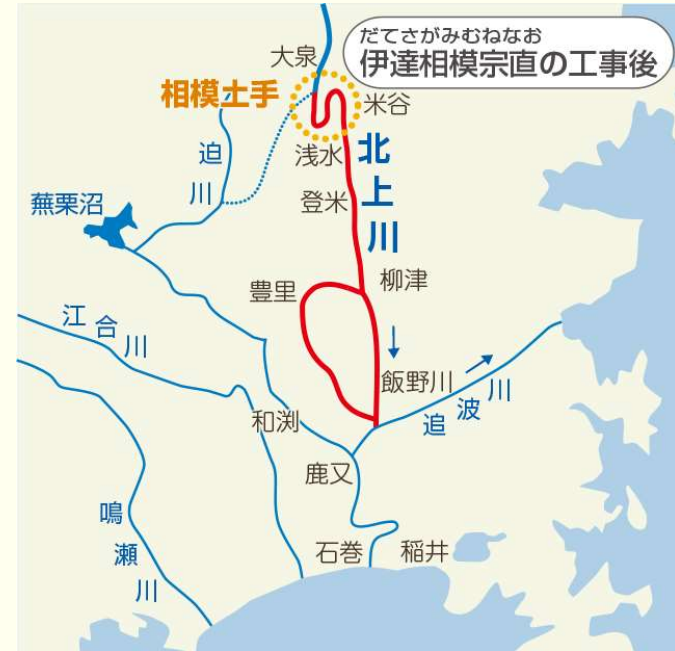 だてさがみむねなお
伊達相模宗直の工事後
大泉
相模土手
米谷
迫川
浅水
北上川
蕪栗沼
登米
柳津
豊里
江合川
飯野川
追波川
和渕
鹿又
鳴瀬川
石巻
稲井